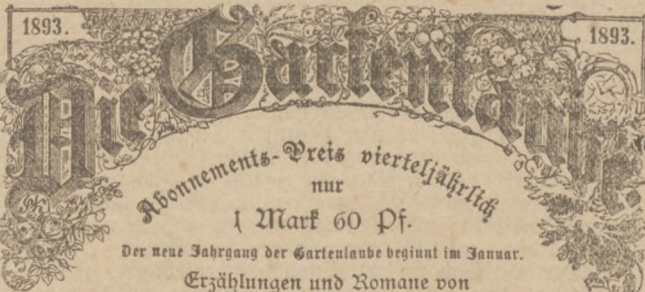 1893. 1893.
Die Gartenlaube.
Abonnements-Preis vierteljährlich
nur
1 Mark 60 Pf.
Der neue Jahrgang der Gartenlaube beginnt im Januar.
Erzählungen und Romane von